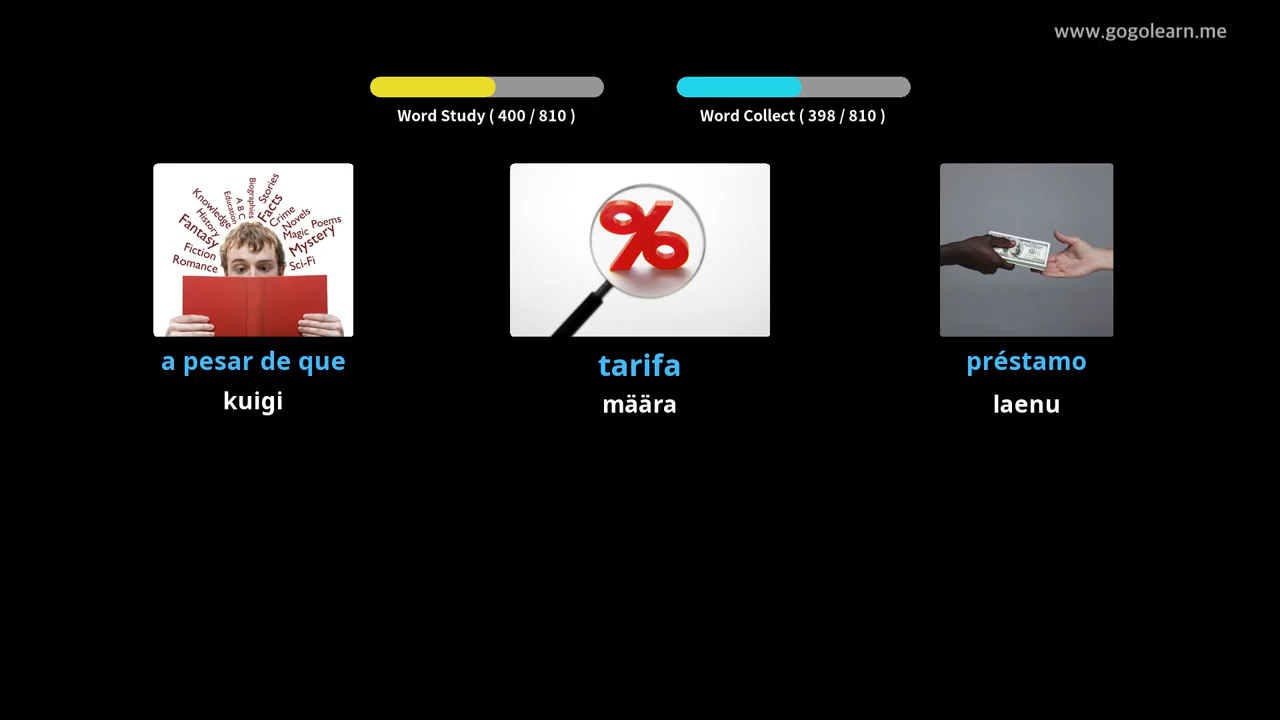 www.gogolearn.me
Word Study ( 400 / 810 )
Word Collect ( 398 / 810 )
Knowledge
History
Education
A B C
Biographies
Stories
Facts
Crime
Novels
Magic
Poems
Fantasy
Mystery
Fiction
Romance
Sci-Fi
%
a pesar de que
tarifa
préstamo
kuigi
määra
laenu